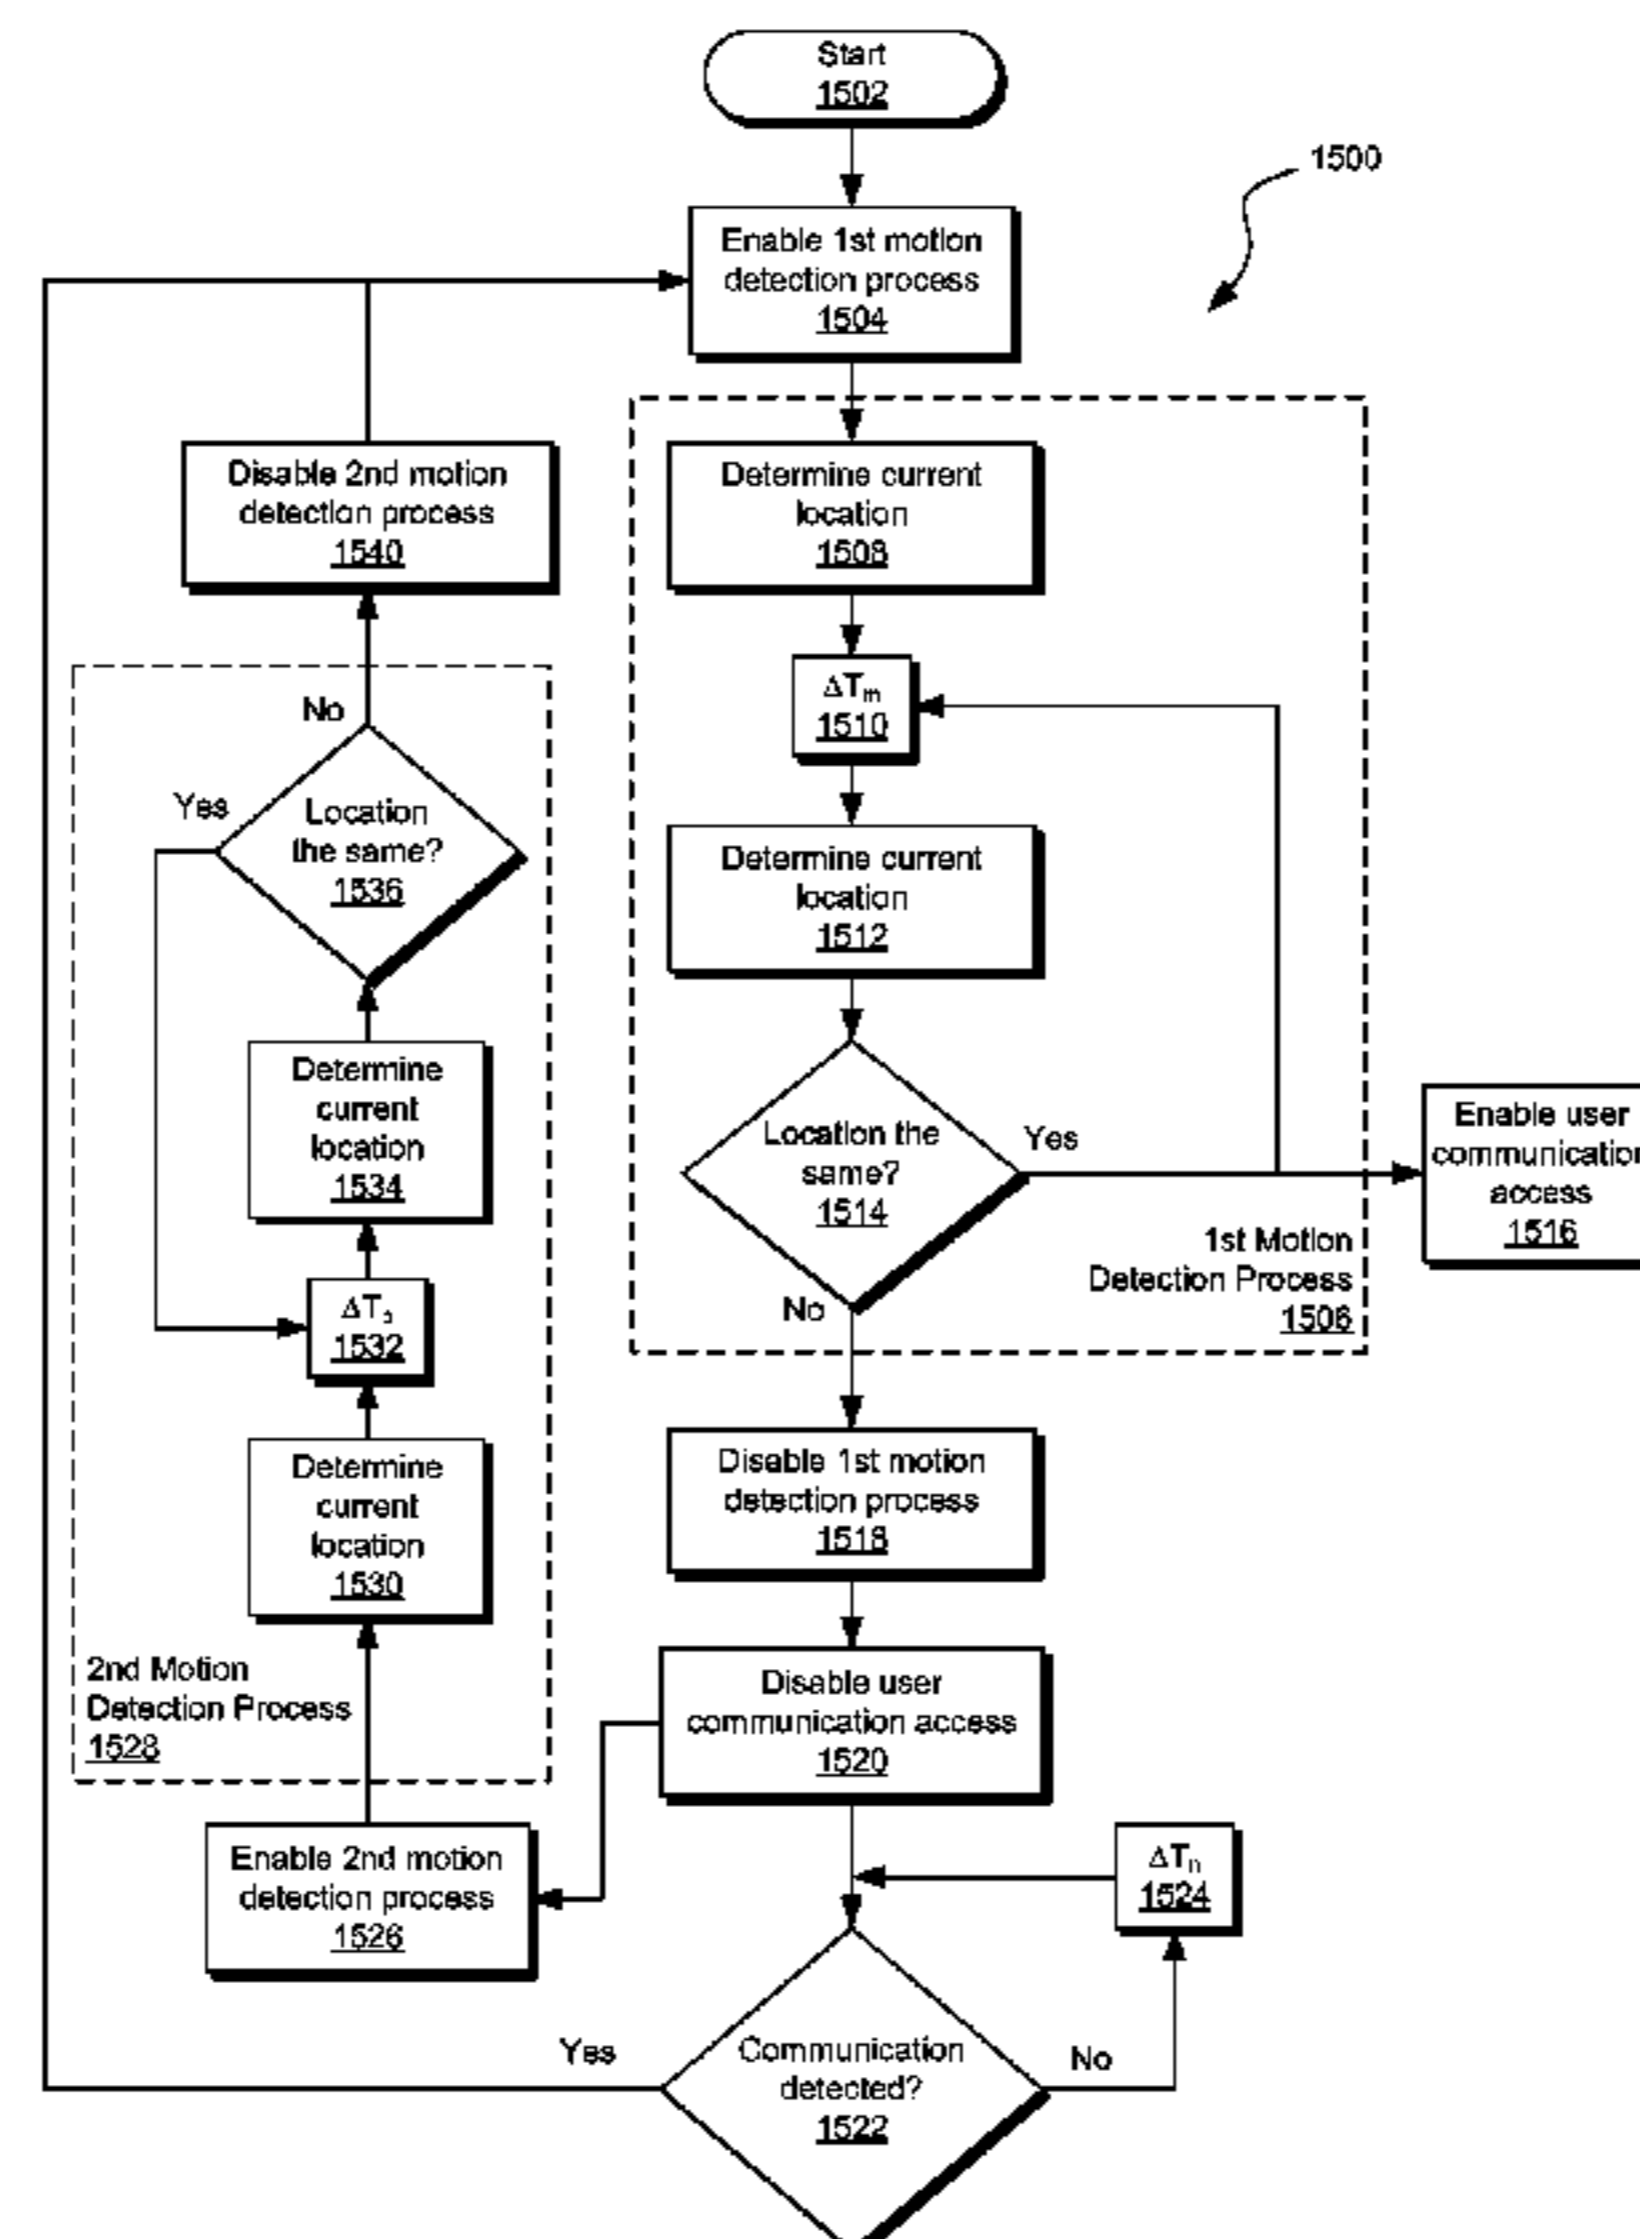 Start
1502
1500
Enable 1st motion
detection process
1504
Disable 2nd motion
detection process
1540
Determine current
location
1508
ΔTm
1510
No
Yes
Location
the same?
1536
Determine current
location
1512
Determine
current
location
1534
Location the
same?
1514
Yes
No
Enable user
communication
access
1516
1st Motion
Detection Process
1506
ΔT
1532
Determine
current
location
1530
Disable 1st motion
detection process
1518
2nd Motion
Detection Process
1528
Disable user
communication access
1520
Enable 2nd motion
detection process
1526
ΔTn
1524
Yes
Communication
detected?
1522
No